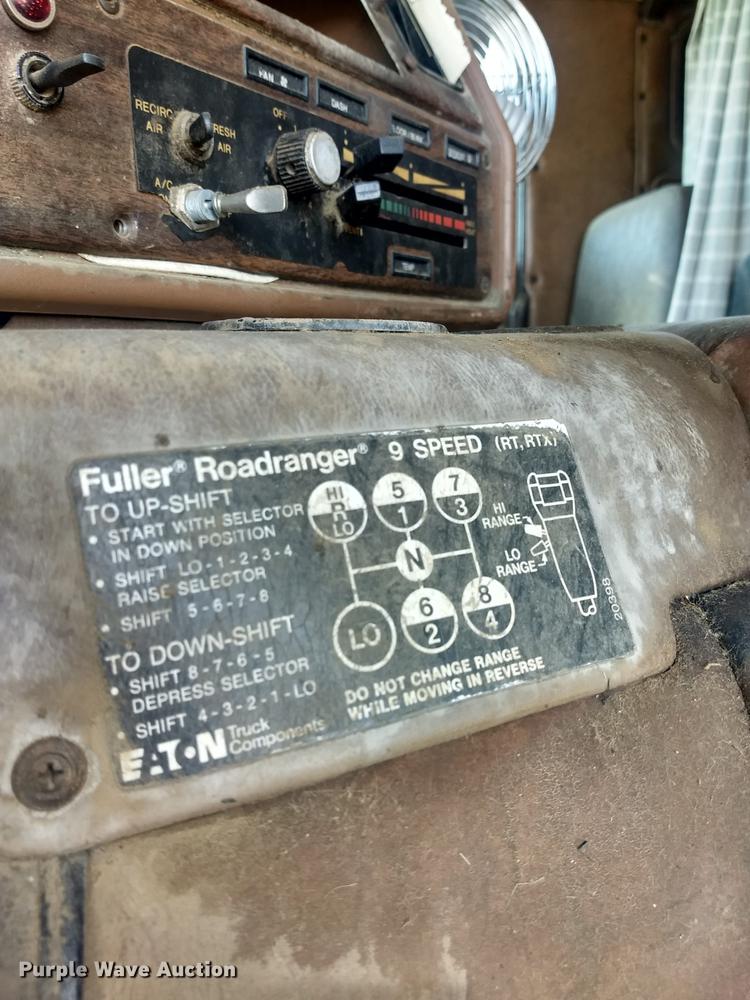 FAN
DASH
OFF
RECIRC
AIR
FRESH
AIR
A/C
TEMP
Fuller® Roadranger® 9 SPEED (RT, RTX)
TO UP-SHIFT
• START WITH SELECTOR
IN DOWN POSITION
• SHIFT LO-1-2-3-4
RAISE SELECTOR
• SHIFT 5-6-7-8
TO DOWN-SHIFT
• SHIFT 8-7-6-5
DEPRESS SELECTOR
• SHIFT 4-3-2-1-LO
EATON Truck
Components
HI
R
LO
5
1
7
3
N
LO
6
2
8
4
DO NOT CHANGE RANGE
WHILE MOVING IN REVERSE
HI
RANGE
LO
RANGE
20398
Purple Wave Auction